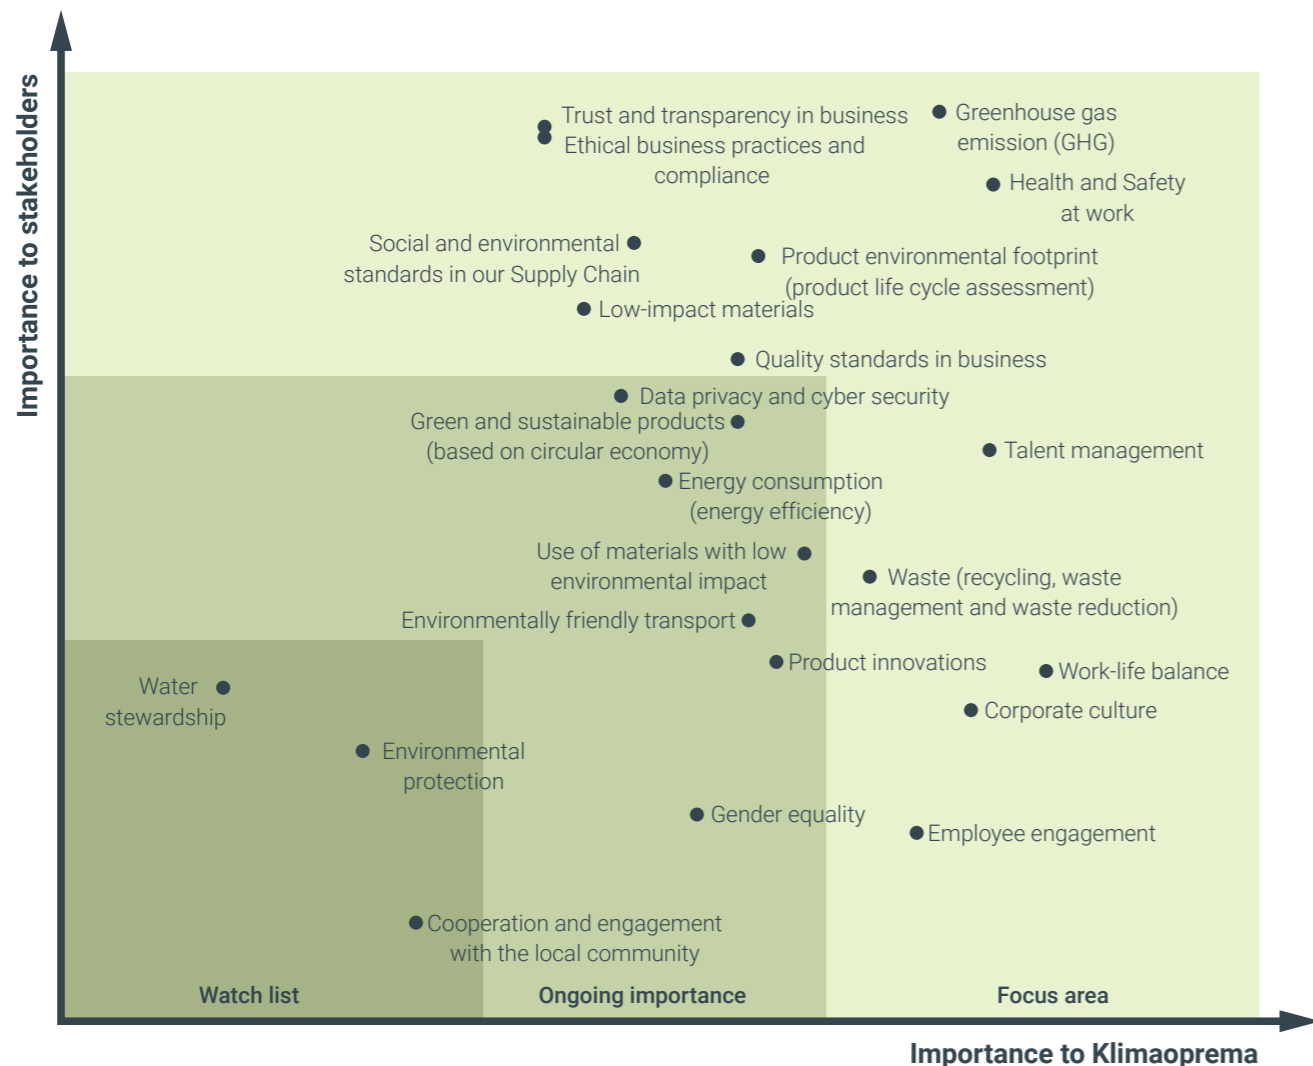 Importance to stakeholders
Trust and transparency in business
Ethical business practices and
compliance
Greenhouse gas
emission (GHG)
Health and Safety
at work
Social and environmental
standards in our Supply Chain
Product environmental footprint
(product life cycle assessment)
Low-impact materials
Quality standards in business
Data privacy and cyber security
Green and sustainable products
(based on circular economy)
Talent management
Energy consumption
(energy efficiency)
Use of materials with low
environmental impact
Waste (recycling, waste
management and waste reduction)
Environmentally friendly transport
Product innovations
Work-life balance
Water
stewardship
Corporate culture
Environmental
protection
Gender equality
Employee engagement
Cooperation and engagement
with the local community
Watch list
Ongoing importance
Focus area
Importance to Klimaoprema